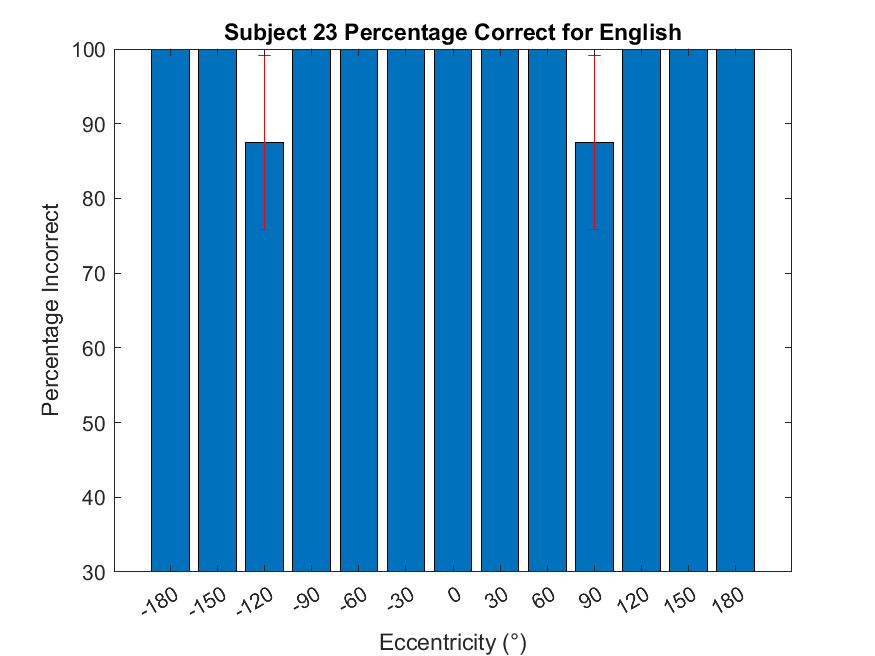 Subject 23 Percentage Correct for English
100
90
80
70
60
50
40
30
Percentage Incorrect
-180 -150 -120 -90 -60 -30 0 30 60 90 120 150 180
Eccentricity (°)